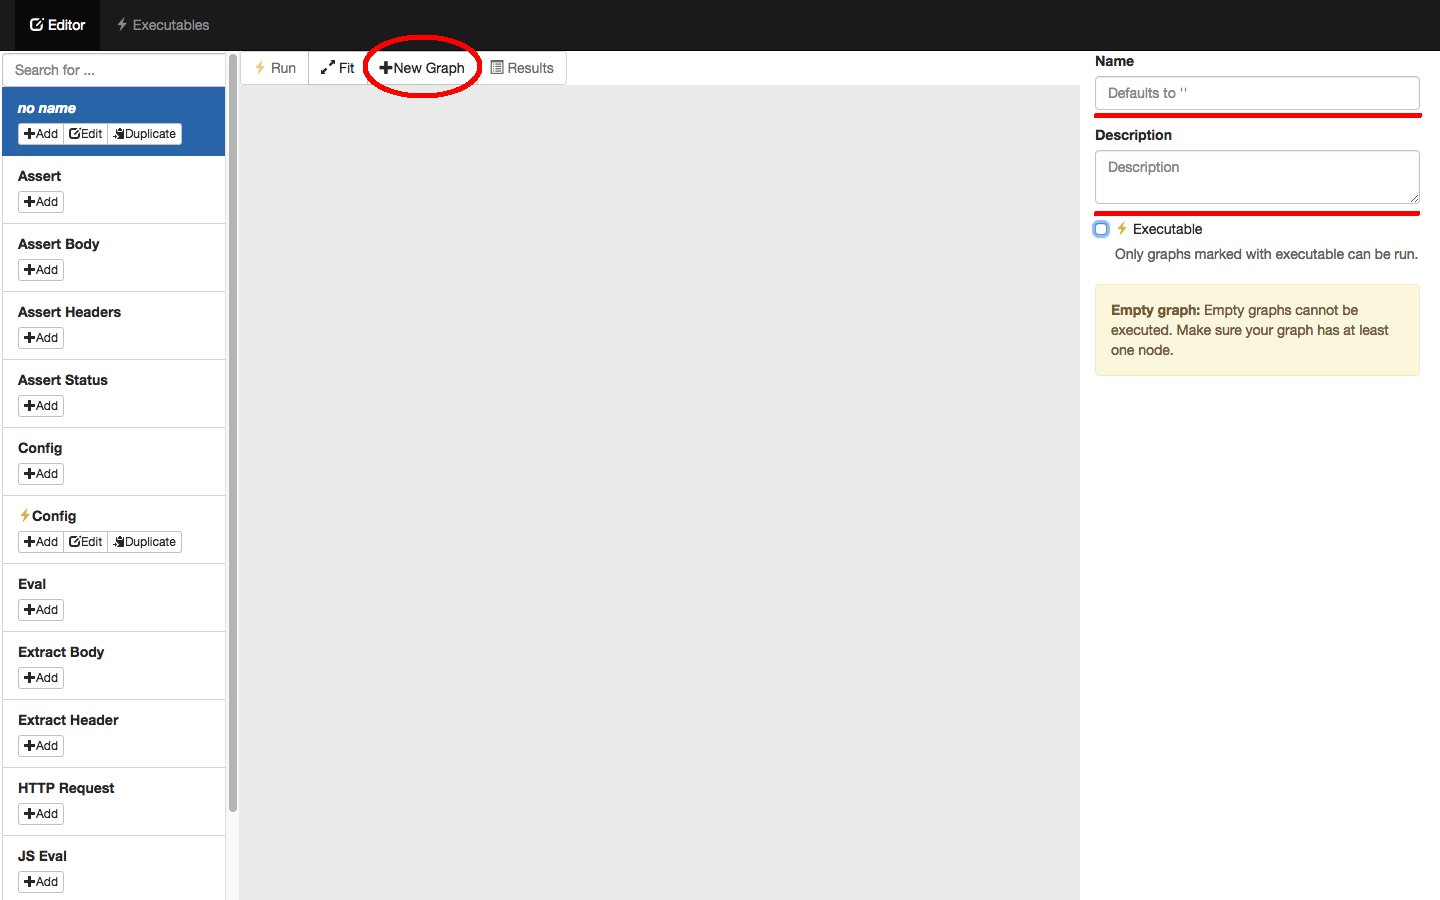 Editor
Executables
Search for ...
Run
Fit
New Graph
Results
no name
Add
Edit
Duplicate
Assert
Add
Assert Body
Add
Assert Headers
Add
Assert Status
Add
Config
Add
Config
Add
Edit
Duplicate
Eval
Add
Extract Body
Add
Extract Header
Add
HTTP Request
Add
JS Eval
Add
Name
Defaults to ''
Description
Description
Executable
Only graphs marked with executable can be run.
Empty graph: Empty graphs cannot be
executed. Make sure your graph has at least
one node.